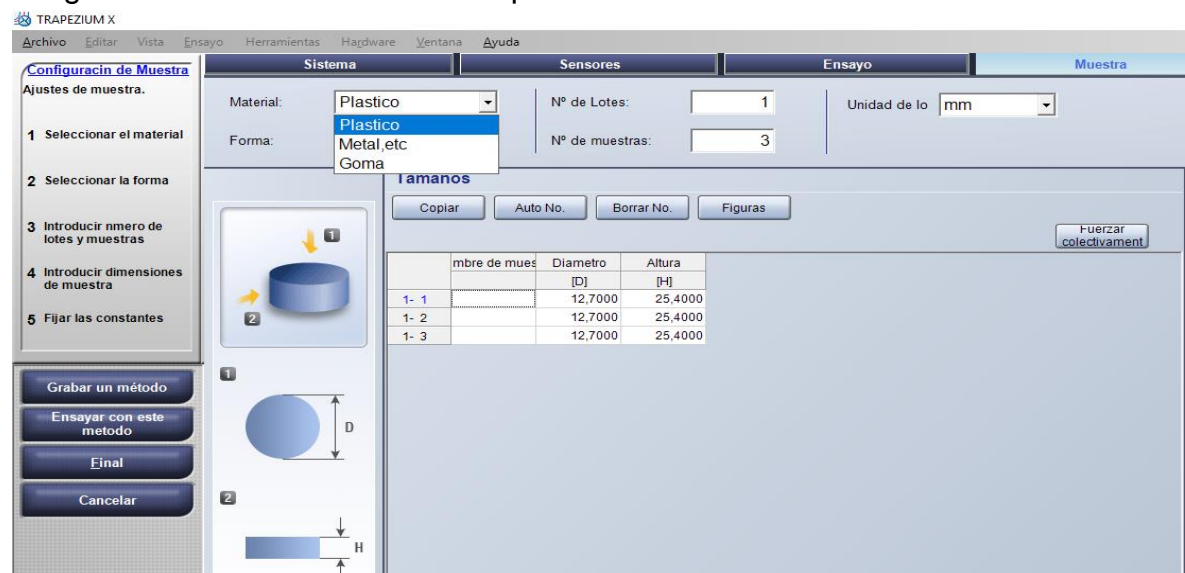 TRAPEZIUM X
Archivo Editar Vista Ensayo Herramientas Hardware Ventana Ayuda
Configuracin de Muestra
Ajustes de muestra.
1 Seleccionar el material
2 Seleccionar la forma
3 Introducir nmero de
lotes y muestras
4 Introducir dimensiones
de muestra
5 Fijar las constantes
Grabar un método
Ensayar con este
metodo
Final
Cancelar
Sistema Sensores Ensayo Muestra
Material: Plastico
Plastico
Metal,etc
Goma
Forma:
Nº de Lotes: 1
Nº de muestras: 3
Unidad de lo mm
Tamanos
Copiar Auto No. Borrar No. Figuras
Fuerzar
colectivament
mbre de mues Diametro Altura
[D] [H]
1- 1 12,7000 25,4000
1- 2 12,7000 25,4000
1- 3 12,7000 25,4000
1
2
1
D
2
H